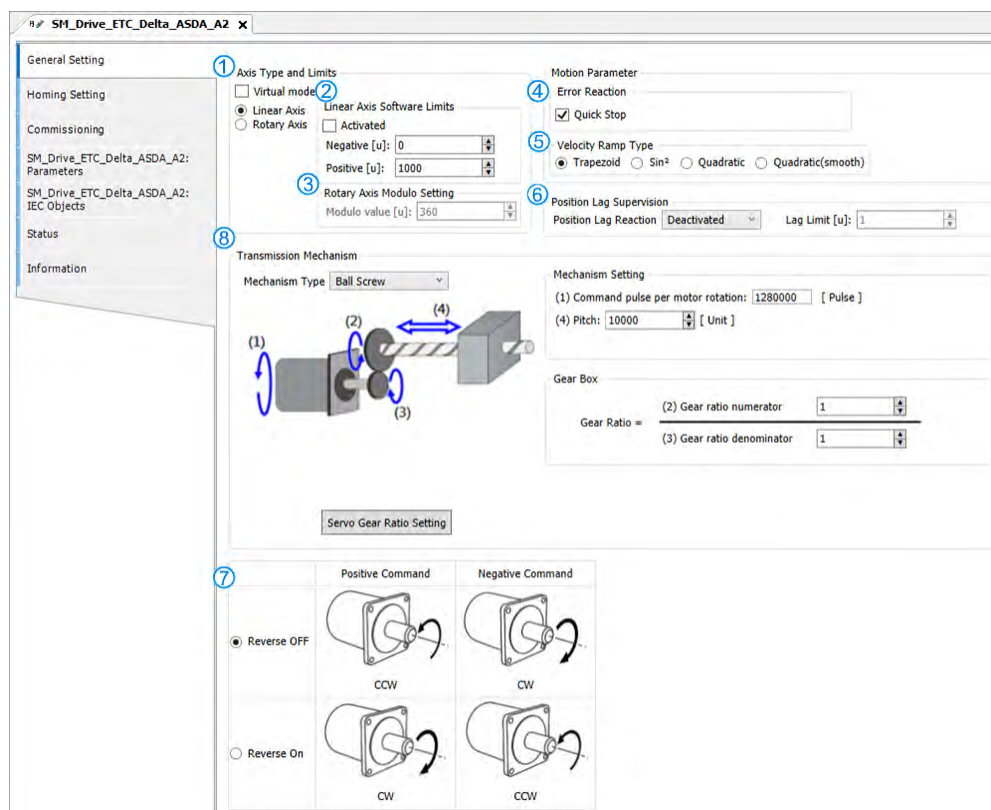 SM_Drive_ETC_Delta_ASDA_A2 X
General Setting
Homing Setting
Commissioning
SM_Drive_ETC_Delta_ASDA_A2:
Parameters
SM_Drive_ETC_Delta_ASDA_A2:
IEC Objects
Status
Information
1
Axis Type and Limits
Virtual mode
Linear Axis
Rotary Axis
2
Linear Axis Software Limits
Activated
Negative [u]: 0
Positive [u]: 1000
3
Rotary Axis Modulo Setting
Modulo value [u]: 360
Motion Parameter
4
Error Reaction
Quick Stop
5
Velocity Ramp Type
Trapezoid Sin² Quadratic Quadratic(smooth)
6
Position Lag Supervision
Position Lag Reaction Deactivated Lag Limit [u]: 1
8
Transmission Mechanism
Mechanism Type Ball Screw
(1)
(2)
(4)
(3)
Mechanism Setting
(1) Command pulse per motor rotation: 1280000 [ Pulse ]
(4) Pitch: 10000 [ Unit ]
Gear Box
Gear Ratio =
(2) Gear ratio numerator 1
(3) Gear ratio denominator 1
Servo Gear Ratio Setting
7
Positive Command Negative Command
Reverse OFF
CCW CW
Reverse On
CW CCW